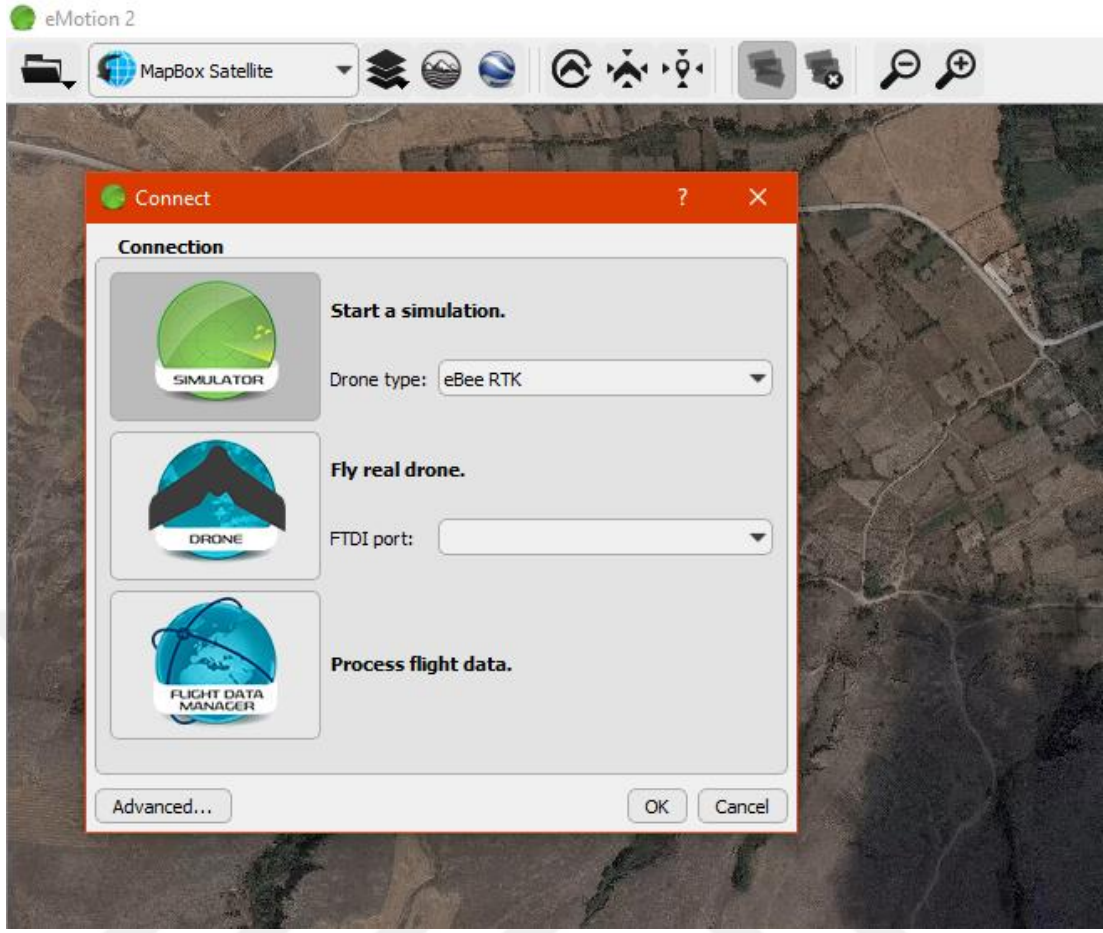 eMotion 2
MapBox Satellite
Connect ? ×
Connection
Start a simulation.
SIMULATOR
Drone type: eBee RTK
Fly real drone.
DRONE
FTDI port:
Process flight data.
FLIGHT DATA
MANAGER
Advanced... OK Cancel